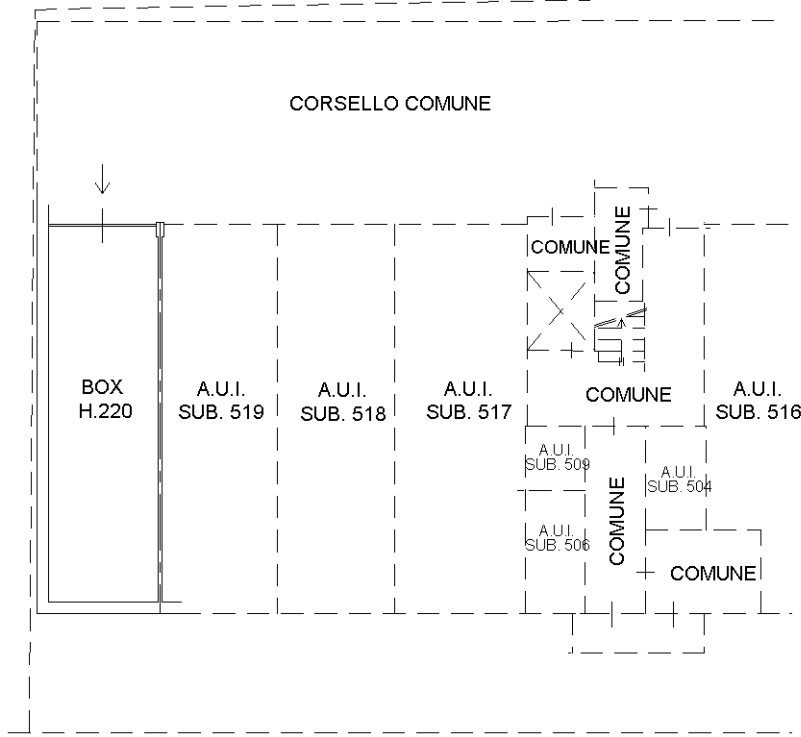 CORSELLO COMUNE
COMUNE
COMUNE
BOX
H.220
A.U.I.
SUB. 519
A.U.I.
SUB. 518
A.U.I.
SUB. 517
COMUNE
A.U.I.
SUB. 516
A.U.I.
SUB. 509
A.U.I.
SUB. 504
COMUNE
A.U.I.
SUB. 506
COMUNE